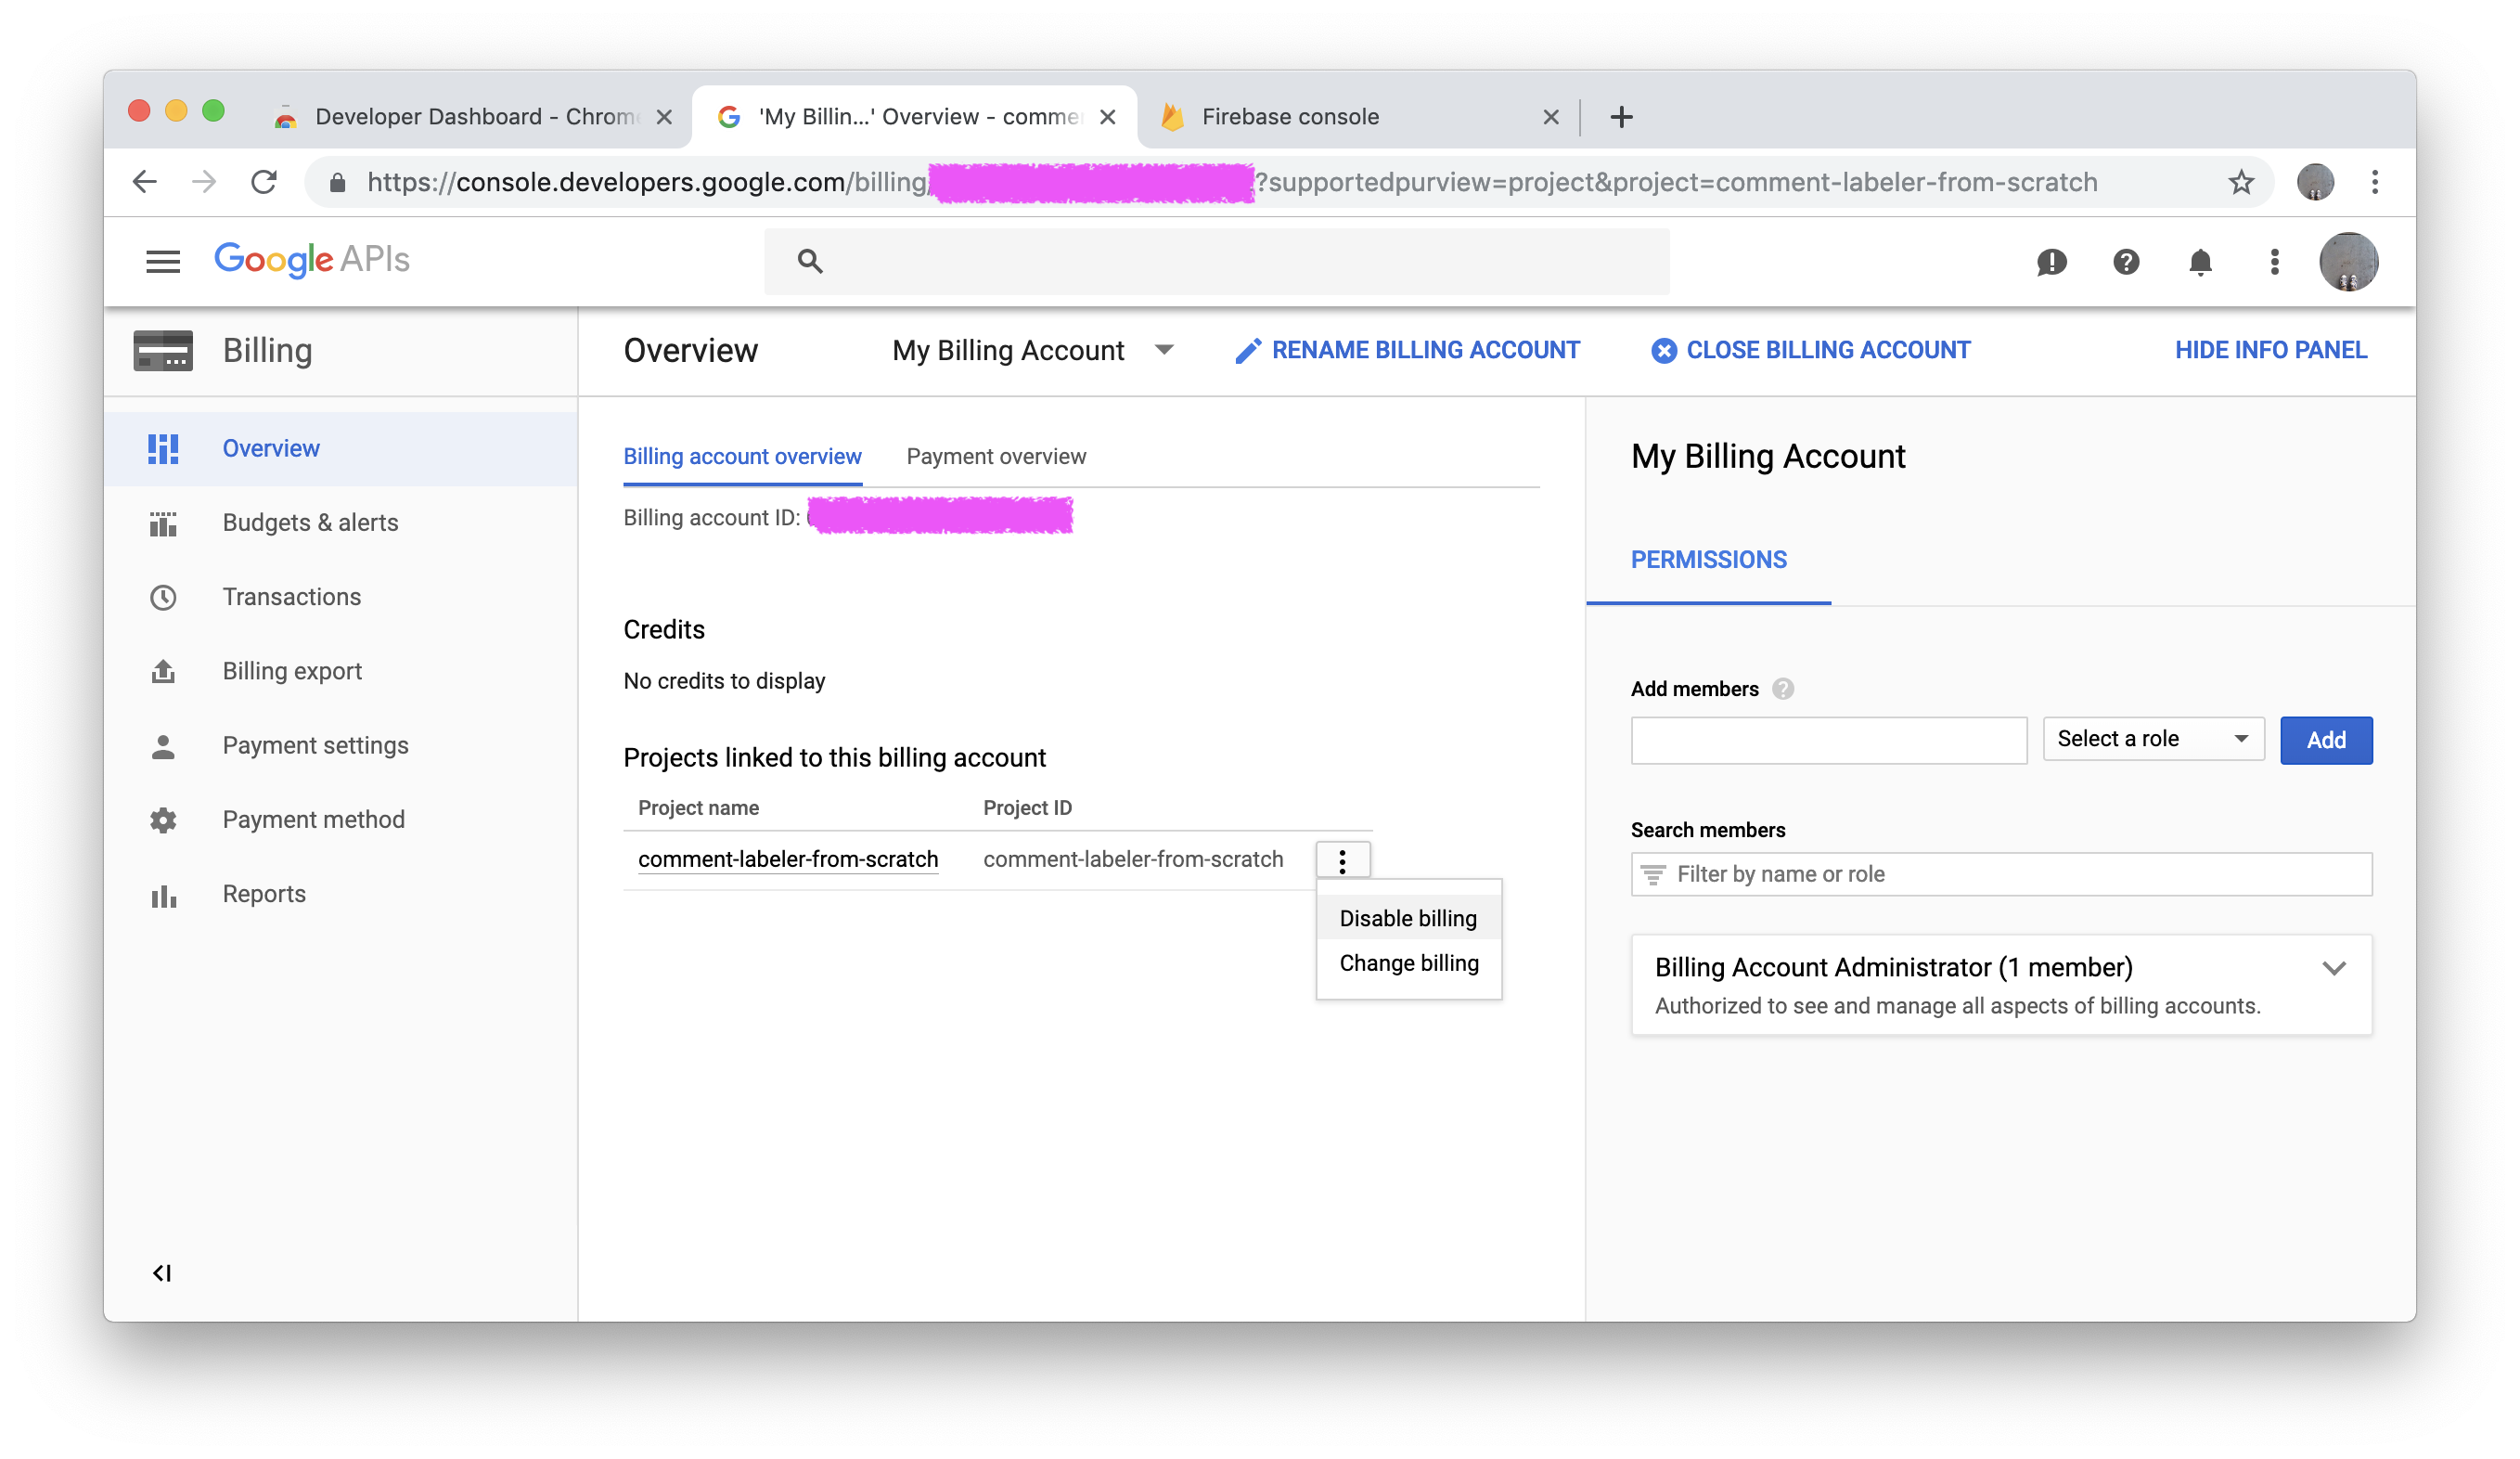 Developer Dashboard - Chrome
'My Billin...' Overview - comme
Firebase console
https://console.developers.google.com/billing/ ?supportedpurview=project&project=comment-labeler-from-scratch
Google APIs
Billing
Overview
My Billing Account
RENAME BILLING ACCOUNT
CLOSE BILLING ACCOUNT
HIDE INFO PANEL
Overview
Budgets & alerts
Transactions
Billing export
Payment settings
Payment method
Reports
Billing account overview
Payment overview
Billing account ID:
Credits
No credits to display
Projects linked to this billing account
Project name
Project ID
comment-labeler-from-scratch
comment-labeler-from-scratch
Disable billing
Change billing
My Billing Account
PERMISSIONS
Add members
Select a role
Add
Search members
Filter by name or role
Billing Account Administrator (1 member)
Authorized to see and manage all aspects of billing accounts.